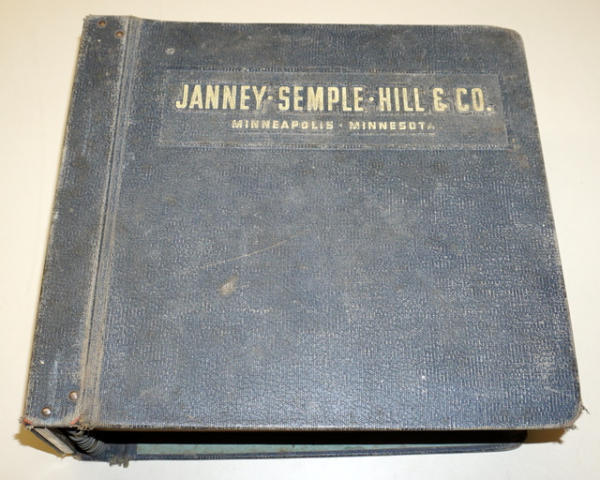 JANNEY · SEMPLE · HILL & CO.
MINNEAPOLIS · MINNESOTA